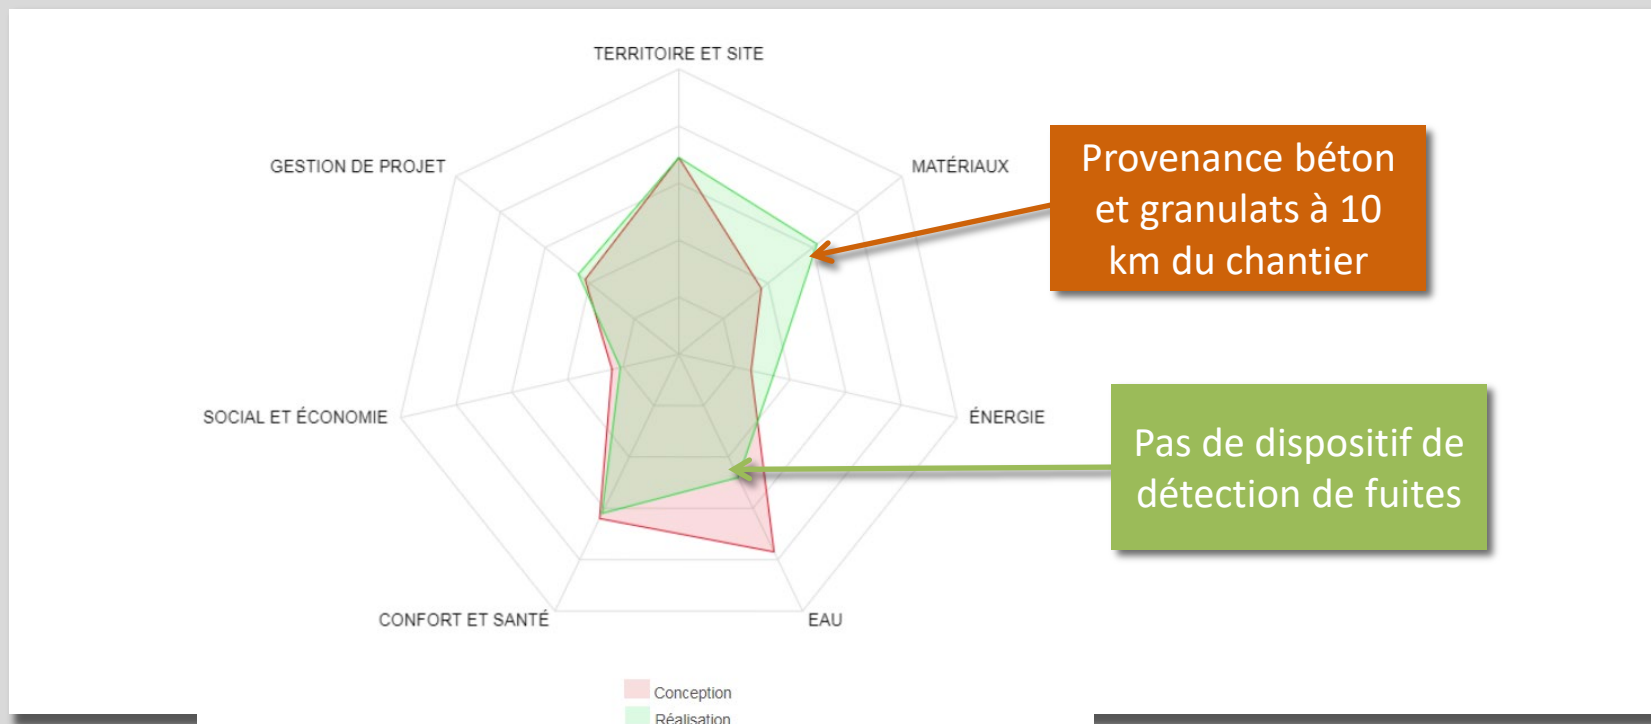 TERRITOIRE ET SITE
GESTION DE PROJET
MATÉRIAUX
Provenance béton
et granulats à 10
km du chantier
SOCIAL ET ÉCONOMIE
ÉNERGIE
Pas de dispositif de
détection de fuites
CONFORT ET SANTÉ
EAU
Conception
Réalisation